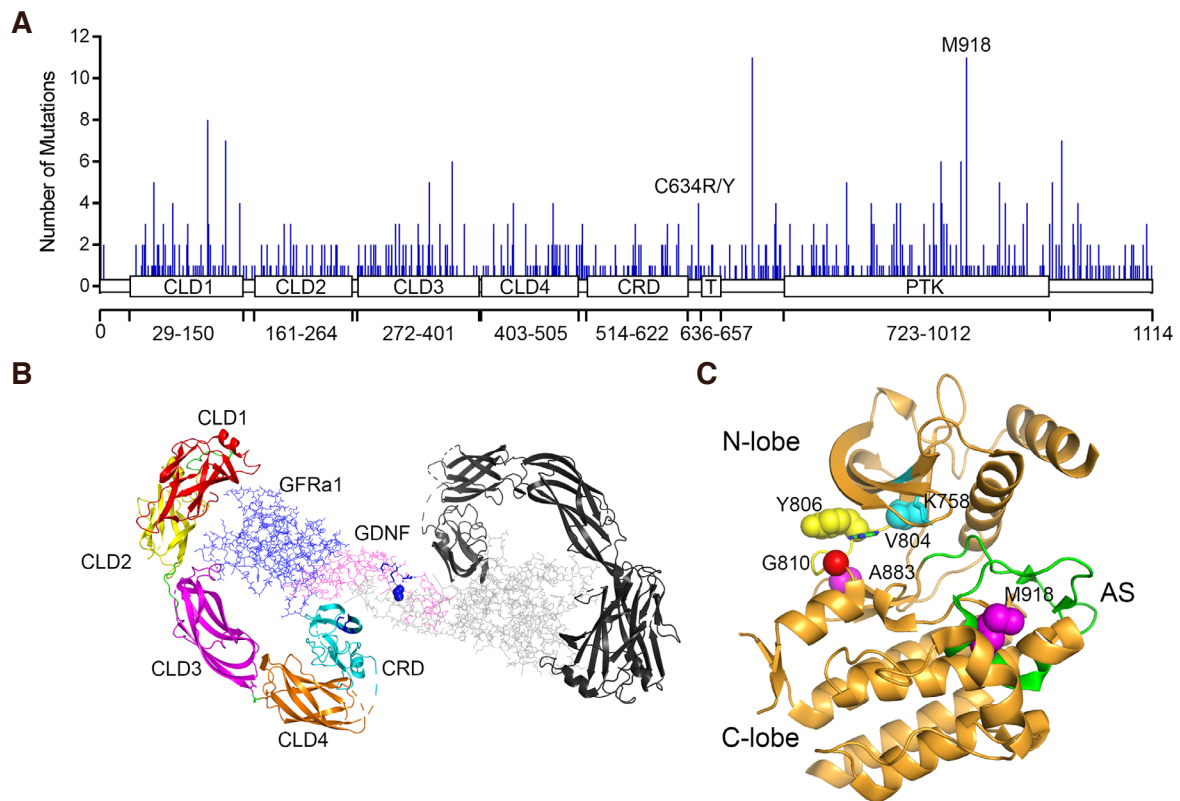 A
Number of Mutations
12
10
8
6
4
2
0
M918
C634R/Y
CLD1 CLD2 CLD3 CLD4 CRD T PTK
0 29-150 161-264 272-401 403-505 514-622 636-657 723-1012 1114
B
CLD1
GFRa1
GDNF
CLD2
CLD3
CRD
CLD4
C
N-lobe
Y806
K758
V804
G810
A883
M918
AS
C-lobe